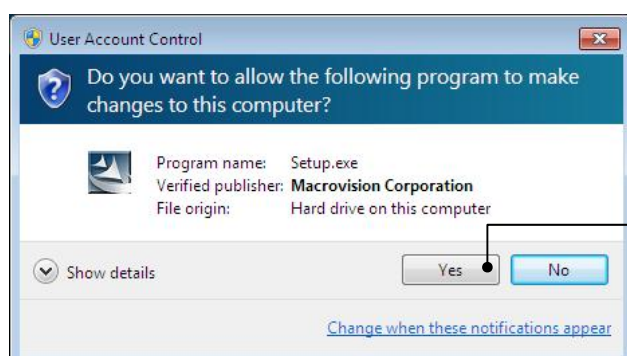 User Account Control
Do you want to allow the following program to make
changes to this computer?
Program name: Setup.exe
Verified publisher: Macrovision Corporation
File origin: Hard drive on this computer
Show details
Yes
No
Change when these notifications appear